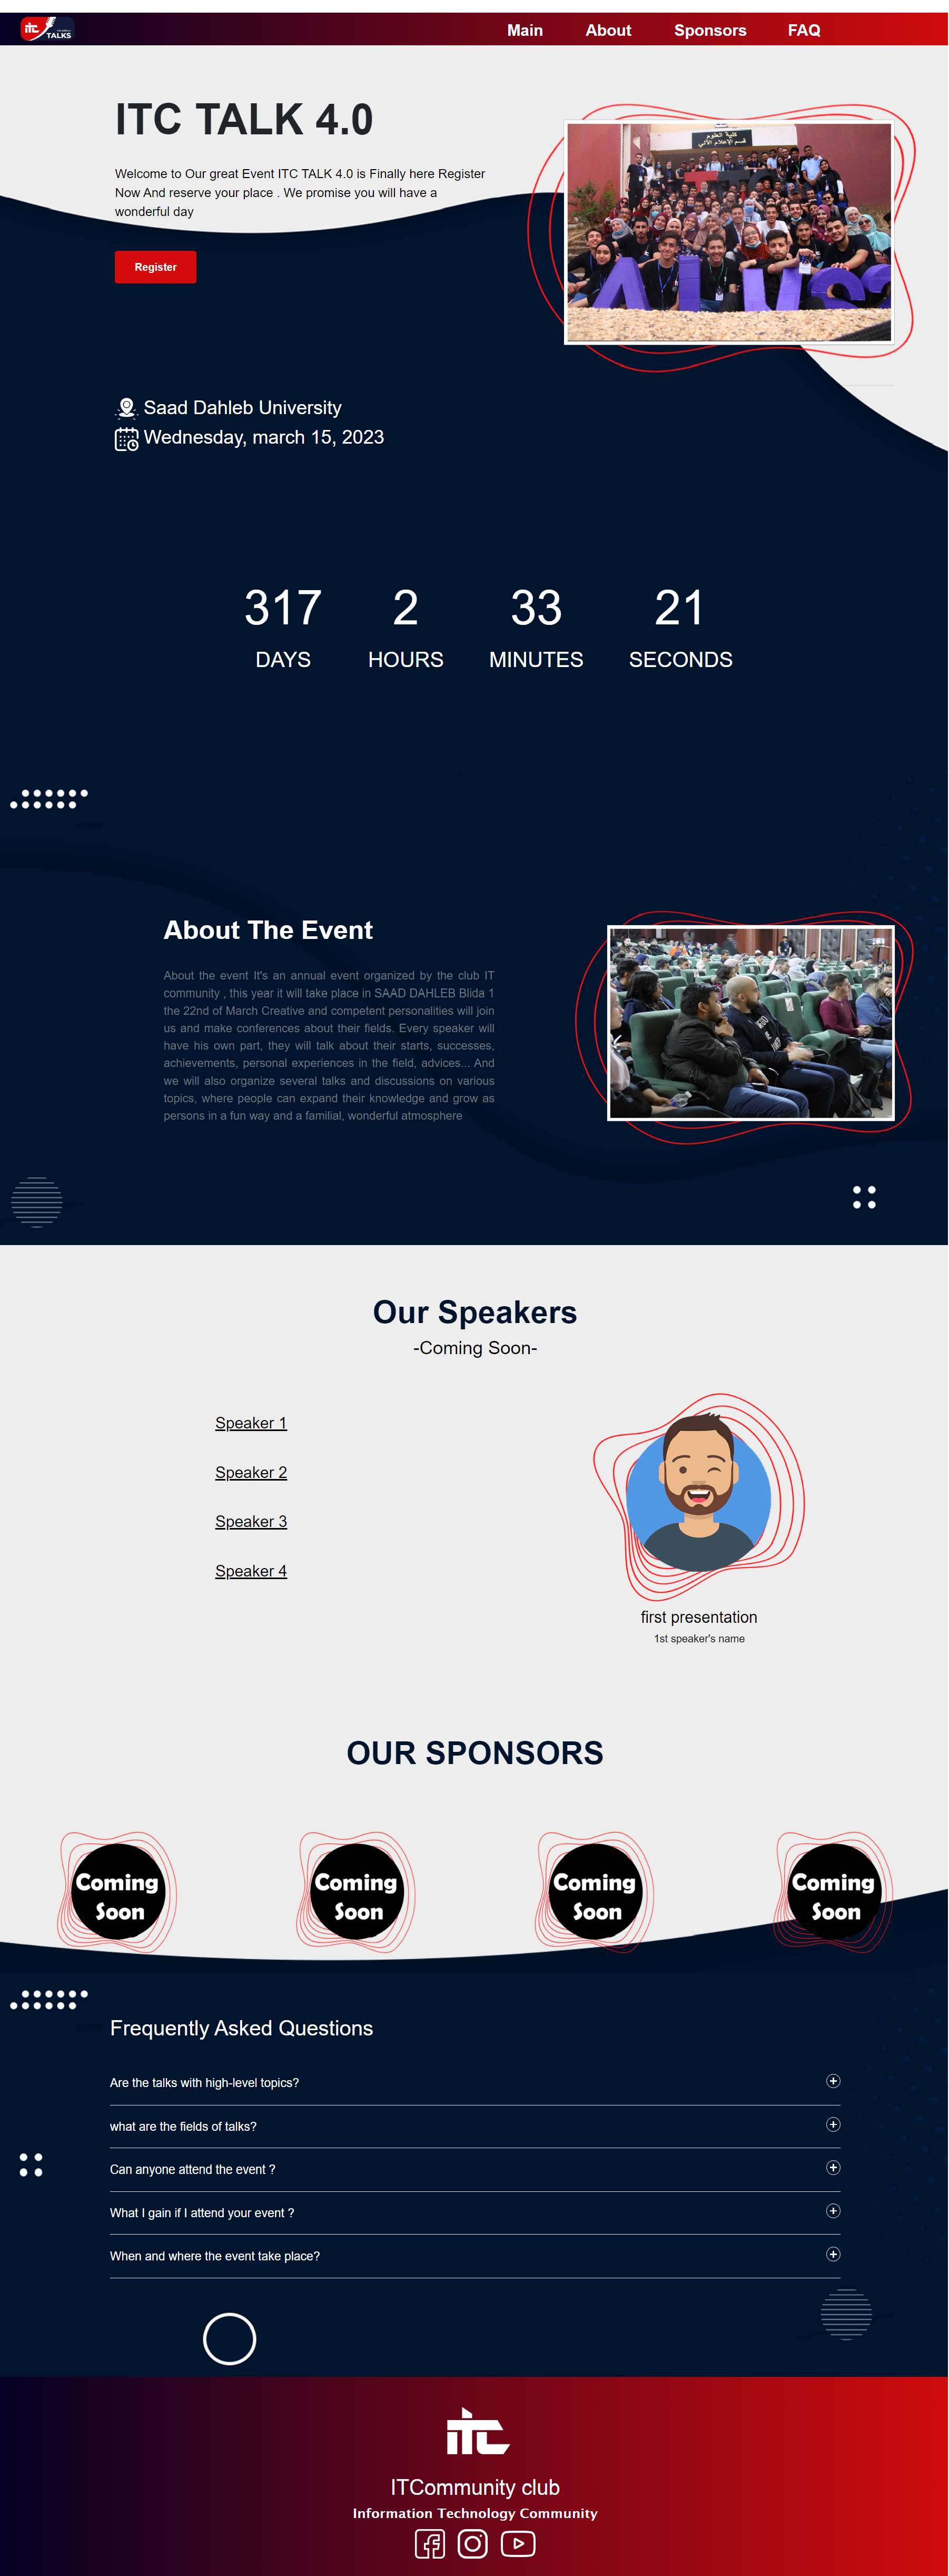 itc
TALKS
Main About Sponsors FAQ
ITC TALK 4.0
Welcome to Our great Event ITC TALK 4.0 is Finally here Register
Now And reserve your place . We promise you will have a
wonderful day
Register
كلية العلوم
قسم الإعلام الآلي
Saad Dahleb University
Wednesday, march 15, 2023
317 2 33 21
DAYS HOURS MINUTES SECONDS
About The Event
About the event It's an annual event organized by the club IT
community , this year it will take place in SAAD DAHLEB Blida 1
the 22nd of March Creative and competent personalities will join
us and make conferences about their fields. Every speaker will
have his own part, they will talk about their starts, successes,
achievements, personal experiences in the field, advices... And
we will also organize several talks and discussions on various
topics, where people can expand their knowledge and grow as
persons in a fun way and a familial, wonderful atmosphere
Our Speakers
-Coming Soon-
Speaker 1
Speaker 2
Speaker 3
Speaker 4
first presentation
1st speaker's name
OUR SPONSORS
Coming Soon
Coming Soon
Coming Soon
Coming Soon
Frequently Asked Questions
Are the talks with high-level topics?
what are the fields of talks?
Can anyone attend the event ?
What I gain if I attend your event ?
When and where the event take place?
itc
ITCommunity club
Information Technology Community